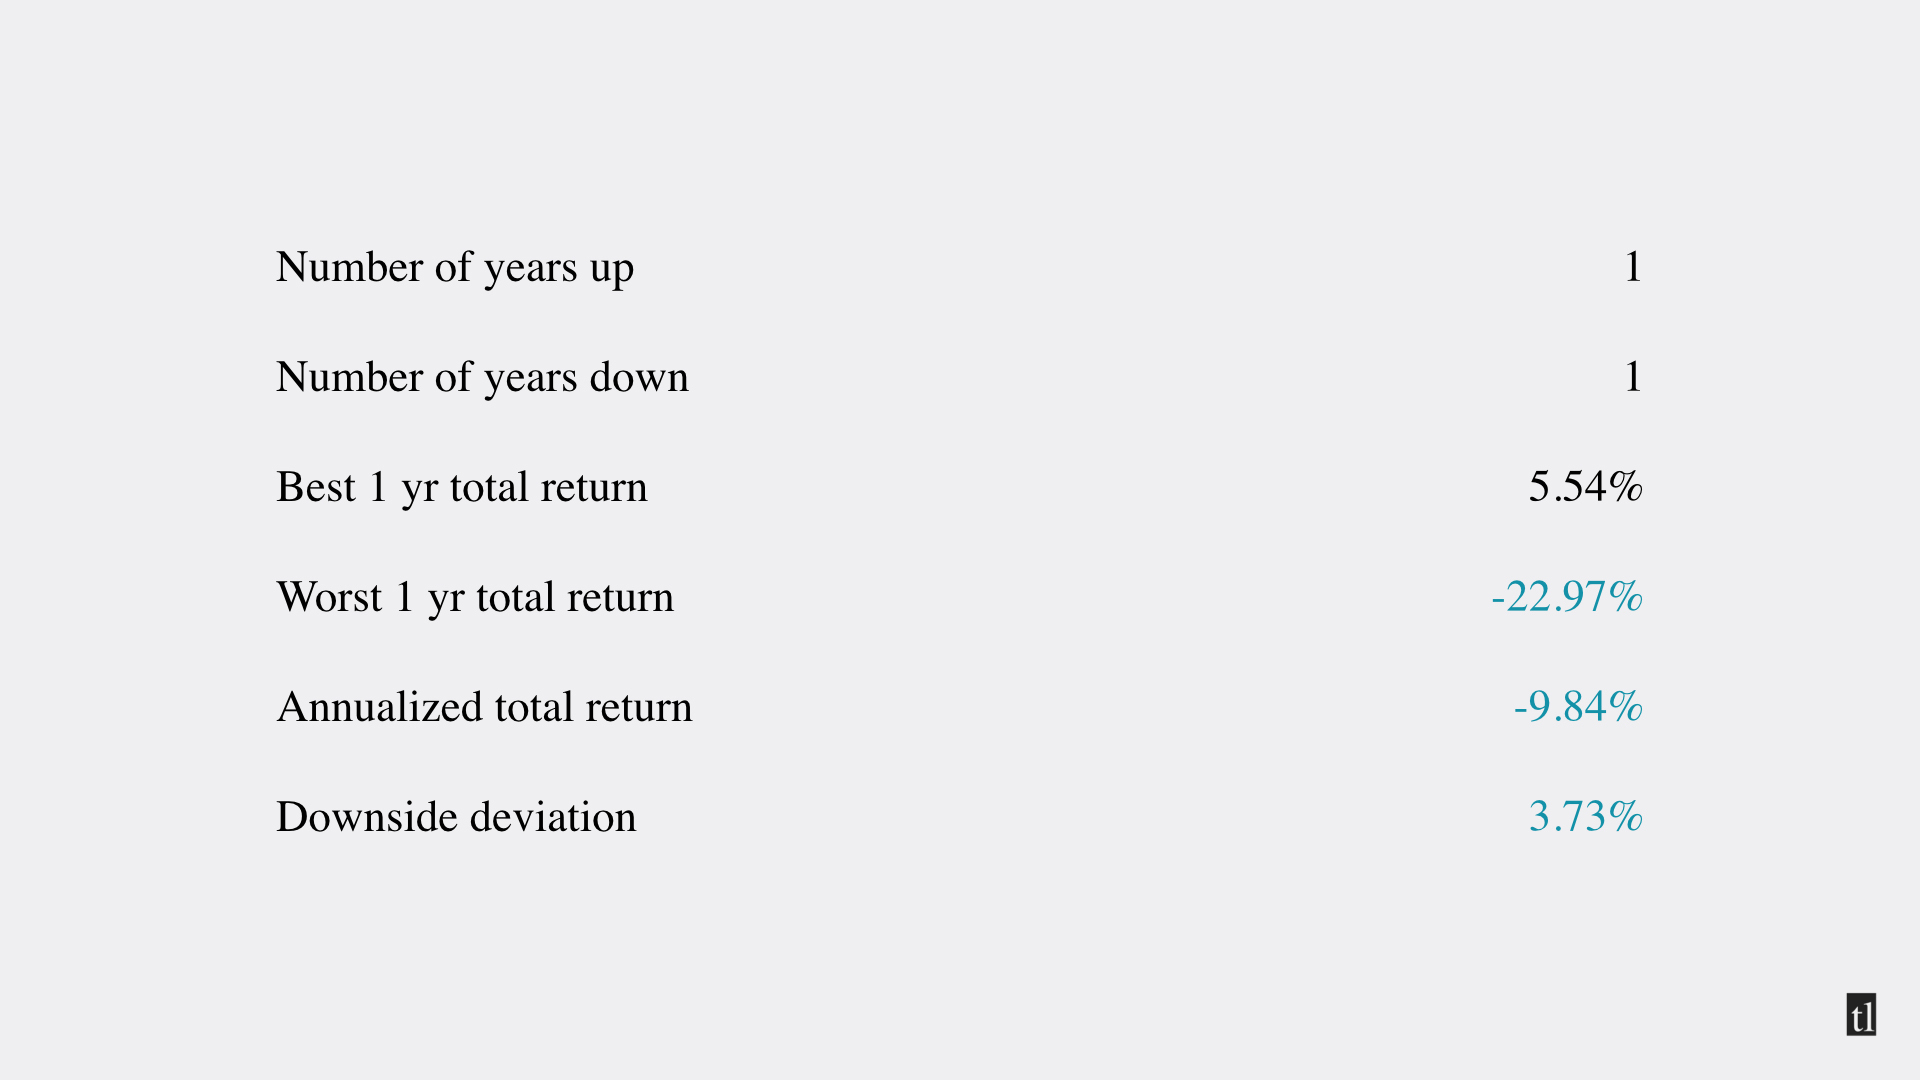 Number of years up 1
Number of years down 1
Best 1 yr total return 5.54%
Worst 1 yr total return -22.97%
Annualized total return -9.84%
Downside deviation 3.73%
tl